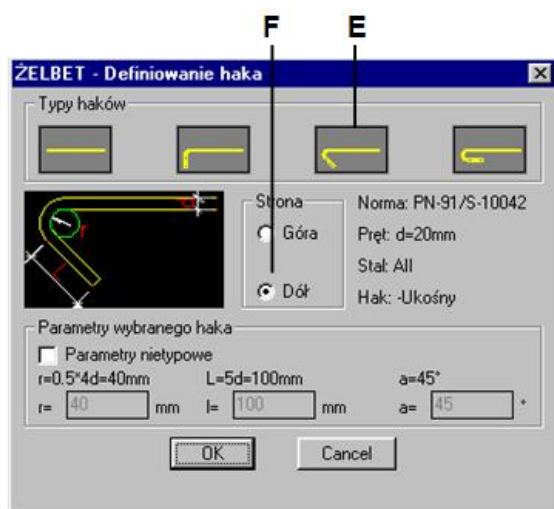 F E
ŻELBET - Definiowanie haka
Typy haków
Strona
Góra
Dół
Norma: PN-91/S-10042
Pręt: d=20mm
Stal: AII
Hak: -Ukośny
r
Parametry wybranego haka
Parametry nietypowe
r=0.5*4d=40mm L=5d=100mm a=45°
r= 40 mm l= 100 mm a= 45 °
OK Cancel